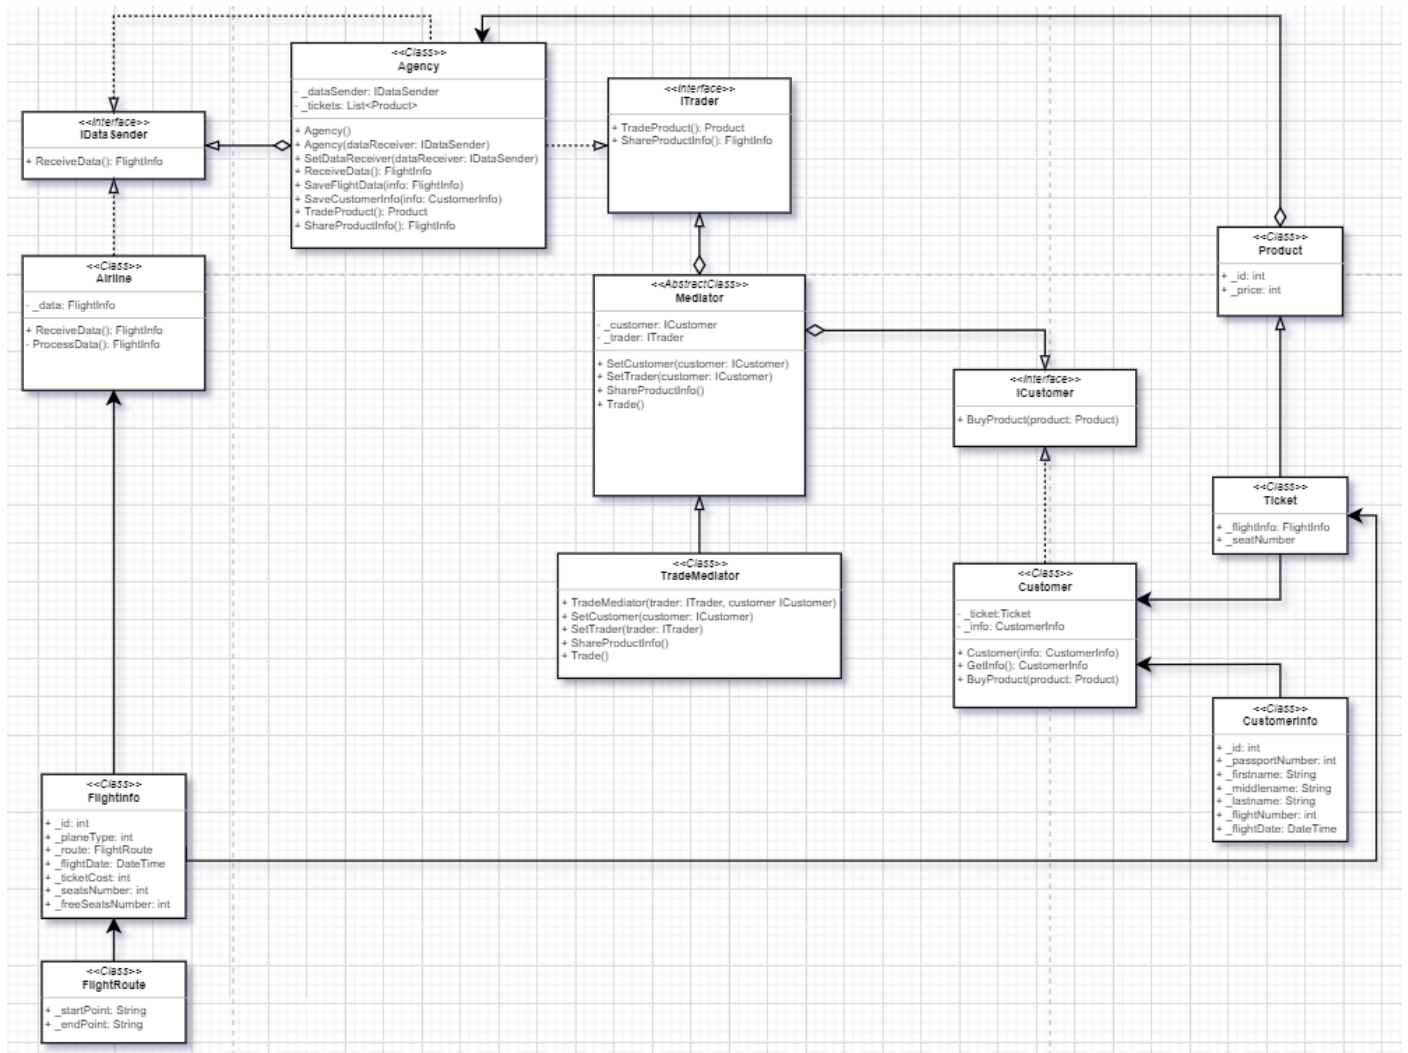 <<Class>>
Agency
- _dataSender: IDataSender
- _tickets: List<Product>
+ Agency()
+ Agency(dataReceiver: IDataSender)
+ SetDataReceiver(dataReceiver: IDataSender)
+ ReceiveData(): FlightInfo
+ SaveFlightData(info: FlightInfo)
+ SaveCustomerInfo(info: CustomerInfo)
+ TradeProduct(): Product
+ ShareProductInfo(): FlightInfo
<<Interface>>
ITrader
+ TradeProduct(): Product
+ ShareProductInfo(): FlightInfo
<<Interface>>
IDataSender
+ ReceiveData(): FlightInfo
<<Class>>
Airline
- _data: FlightInfo
+ ReceiveData(): FlightInfo
- ProcessData(): FlightInfo
<<AbstractClass>>
Mediator
- _customer: ICustomer
- _trader: ITrader
+ SetCustomer(customer: ICustomer)
+ SetTrader(customer: ICustomer)
+ ShareProductInfo()
+ Trade()
<<Class>>
Product
+ _id: int
+ _price: int
<<Interface>>
ICustomer
+ BuyProduct(product: Product)
<<Class>>
Ticket
+ _flightInfo: FlightInfo
+ _seatNumber
<<Class>>
TradeMediator
+ TradeMediator(trader: ITrader, customer ICustomer)
+ SetCustomer(customer: ICustomer)
+ SetTrader(trader: ITrader)
+ ShareProductInfo()
+ Trade()
<<Class>>
Customer
- _ticket:Ticket
- _info: CustomerInfo
+ Customer(info: CustomerInfo)
+ GetInfo(): CustomerInfo
+ BuyProduct(product: Product)
<<Class>>
CustomerInfo
+ _id: int
+ _passportNumber: int
+ _firstname: String
+ _middlename: String
+ _lastname: String
+ _flightNumber: int
+ _flightDate: DateTime
<<Class>>
FlightInfo
+ _id: int
+ _planeType: int
+ _route: FlightRoute
+ _flightDate: DateTime
+ _ticketCost: int
+ _seatsNumber: int
+ _freeSeatsNumber: int
<<Class>>
FlightRoute
+ _startPoint: String
+ _endPoint: String